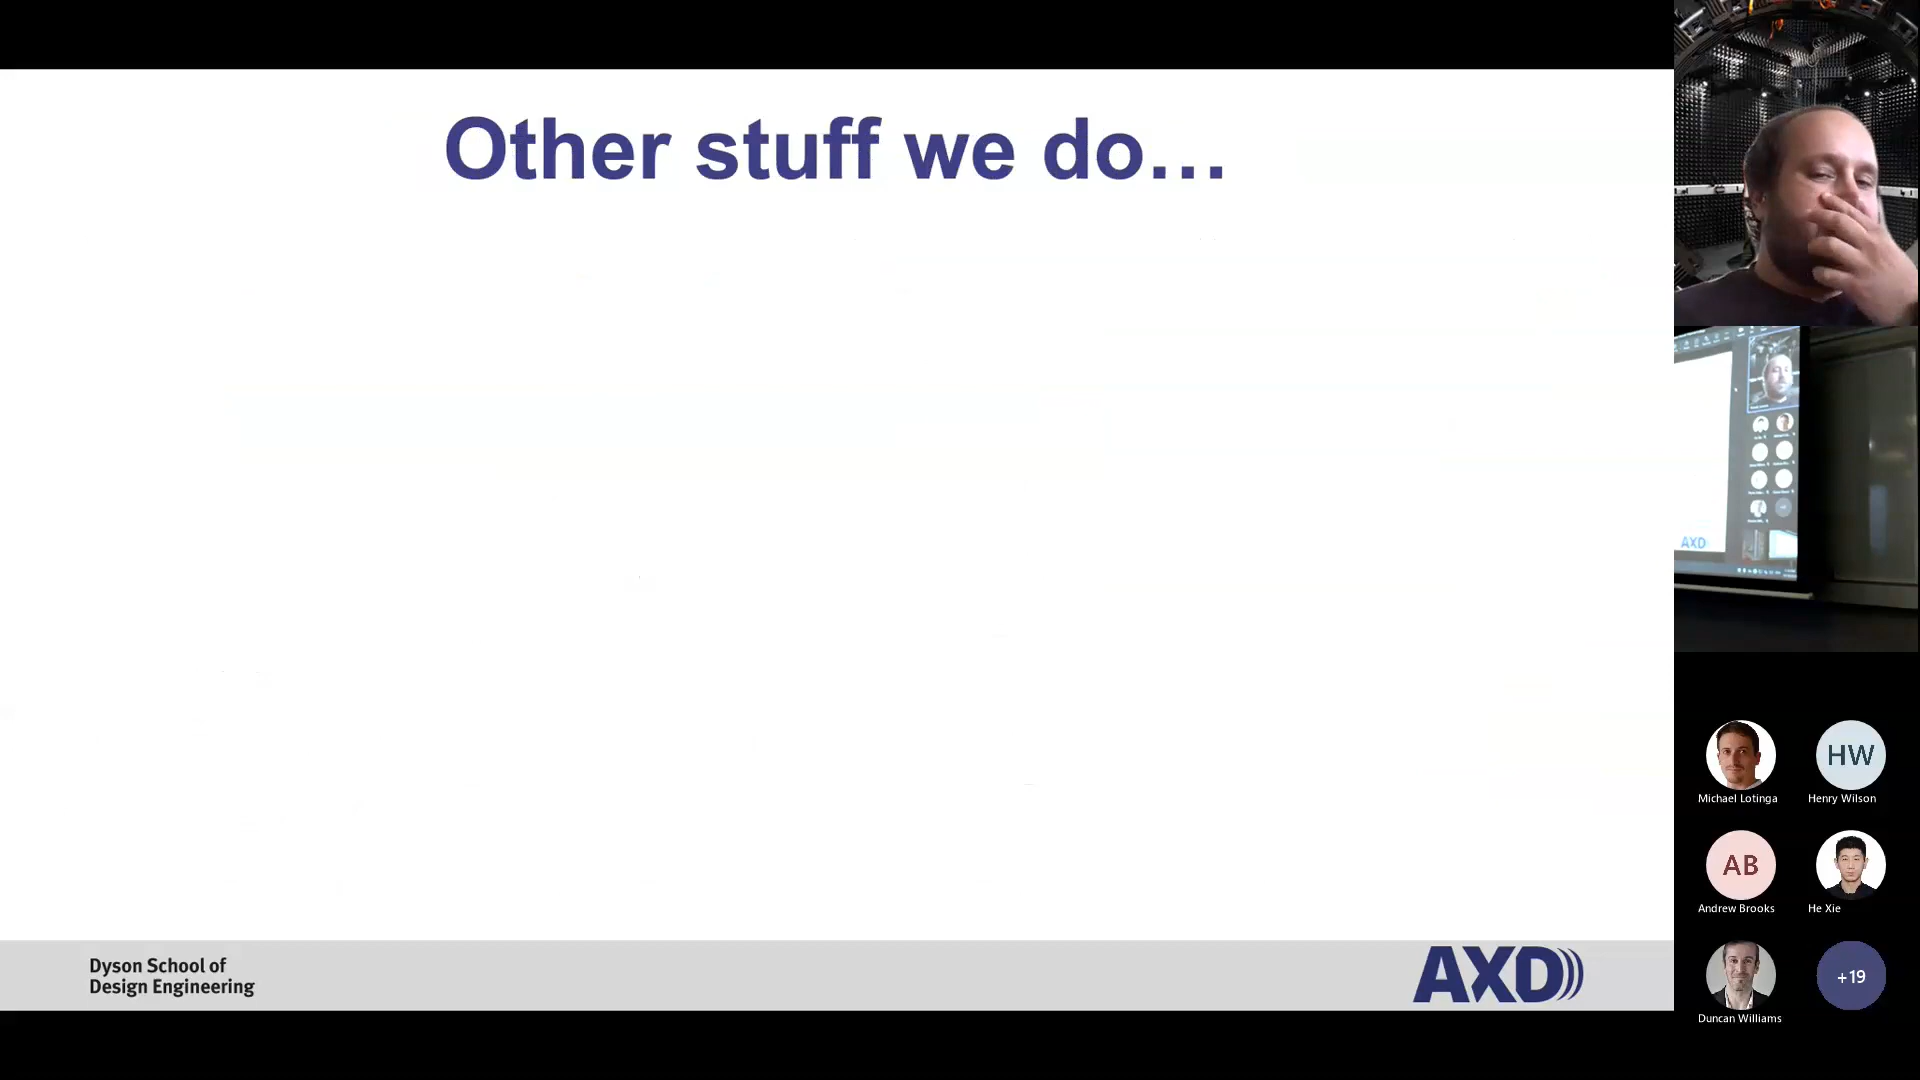 Other stuff we do...
Dyson School of
Design Engineering
AXD
AXD
HW
Michael Lotinga
Henry Wilson
AB
Andrew Brooks
He Xie
+19
Duncan Williams